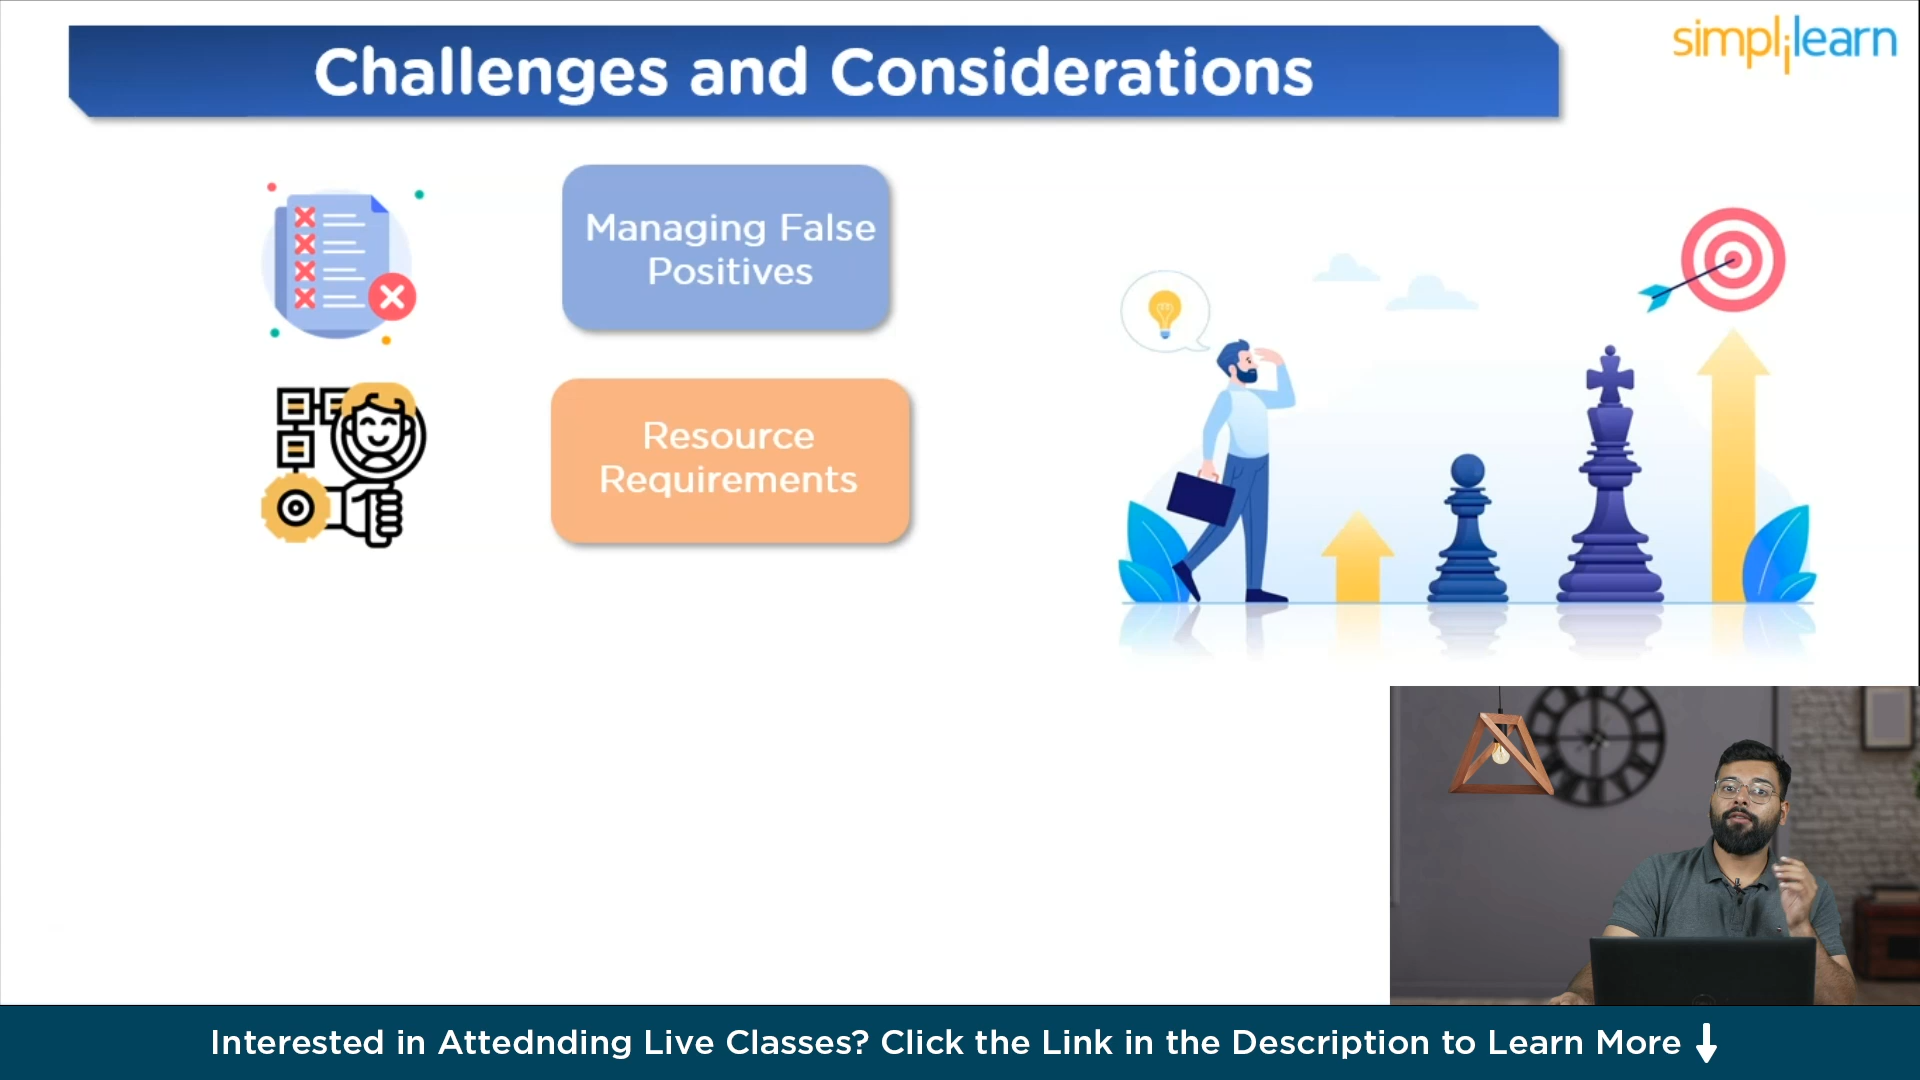 Challenges and Considerations
simplilearn
Managing False
Positives
Resource
Requirements
Interested in Attednding Live Classes? Click the Link in the Description to Learn More